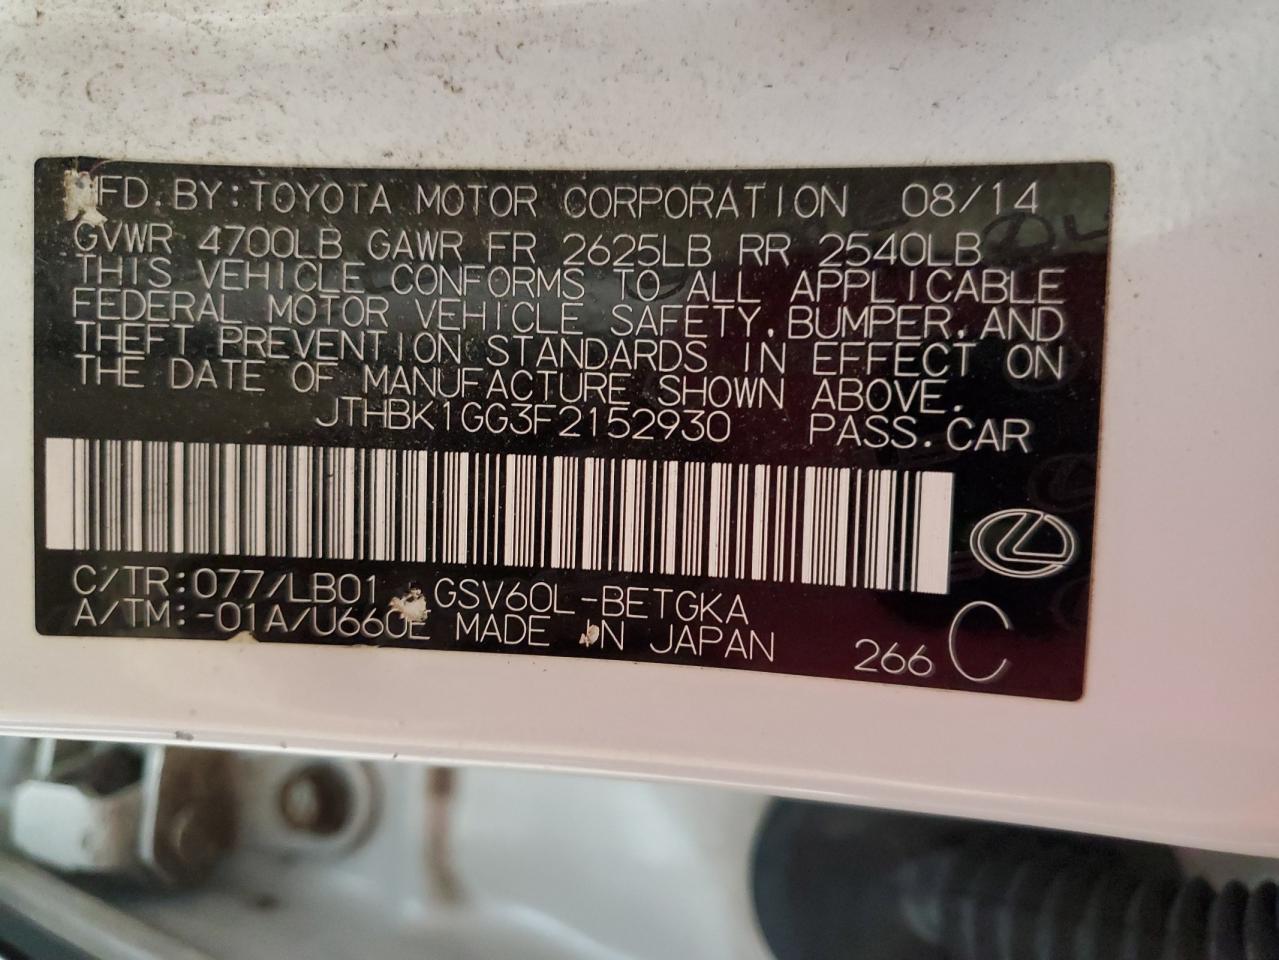 MFD. BY: TOYOTA MOTOR CORPORATION 08/14
GVWR 4700LB GAWR FR 2625LB RR 2540LB
THIS VEHICLE CONFORMS TO ALL APPLICABLE
FEDERAL MOTOR VEHICLE SAFETY, BUMPER, AND
THEFT PREVENTION STANDARDS IN EFFECT ON
THE DATE OF MANUFACTURE SHOWN ABOVE.
JTHBK1GG3F2152930 PASS. CAR
C/TR: 077/LB01 GSV60L-BETGKA
A/TM: -01A/U660E MADE IN JAPAN 266 C